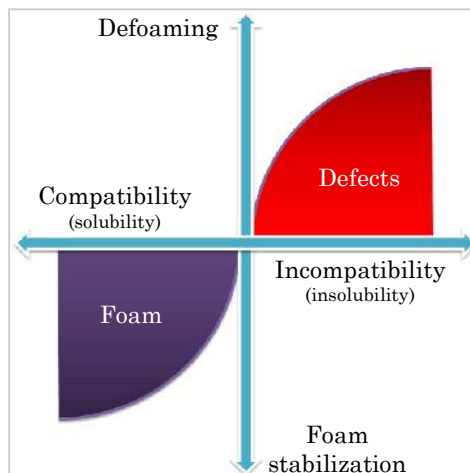 Defoaming
Defects
Compatibility
(solubility)
Incompatibility
(insolubility)
Foam
Foam
stabilization